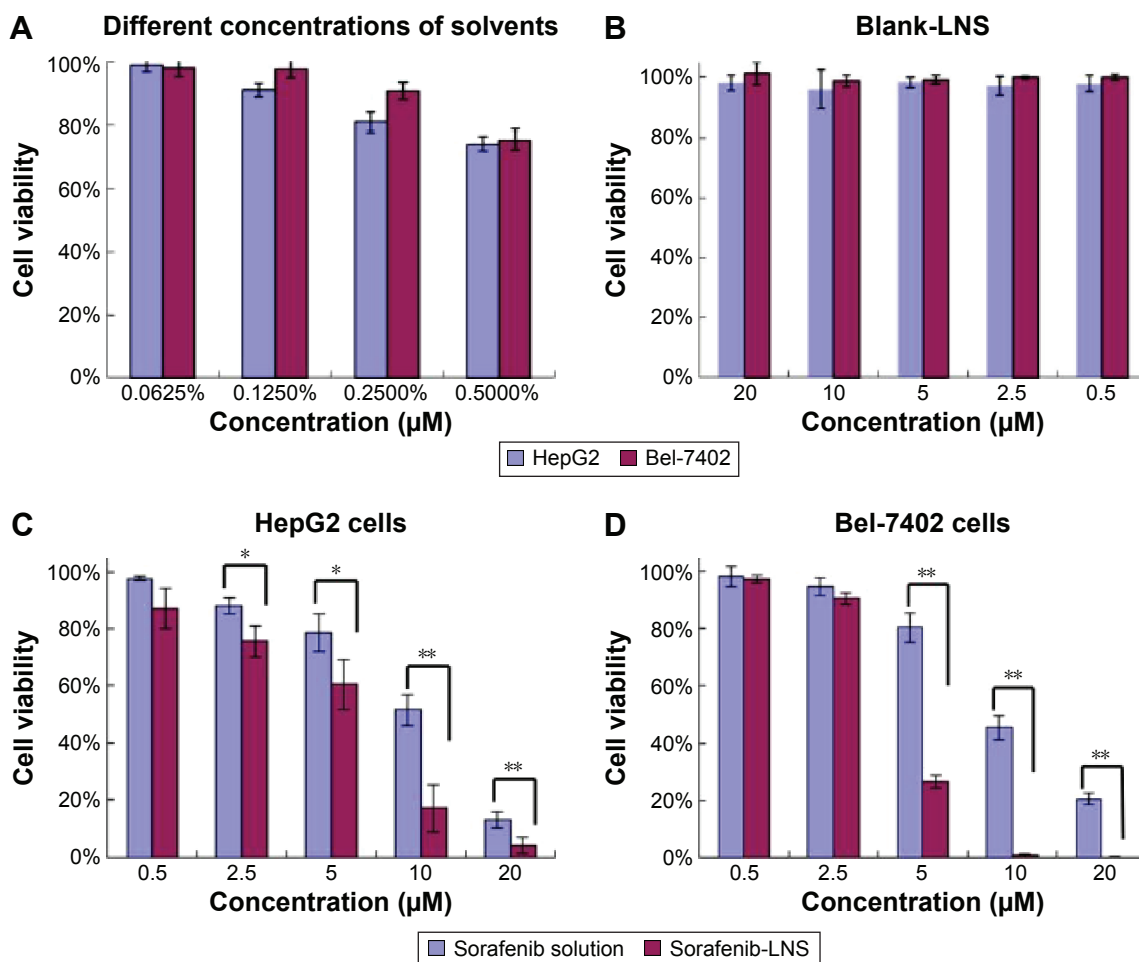 A Different concentrations of solvents
100%
80%
60%
40%
20%
0%
Cell viability
0.0625% 0.1250% 0.2500% 0.5000%
Concentration (µM)
B Blank-LNS
100%
80%
60%
40%
20%
0%
Cell viability
20 10 5 2.5 0.5
Concentration (µM)
HepG2 Bel-7402
C HepG2 cells
100%
80%
60%
40%
20%
0%
Cell viability
* * ** **
0.5 2.5 5 10 20
Concentration (µM)
D Bel-7402 cells
100%
80%
60%
40%
20%
0%
Cell viability
** ** **
0.5 2.5 5 10 20
Concentration (µM)
Sorafenib solution Sorafenib-LNS